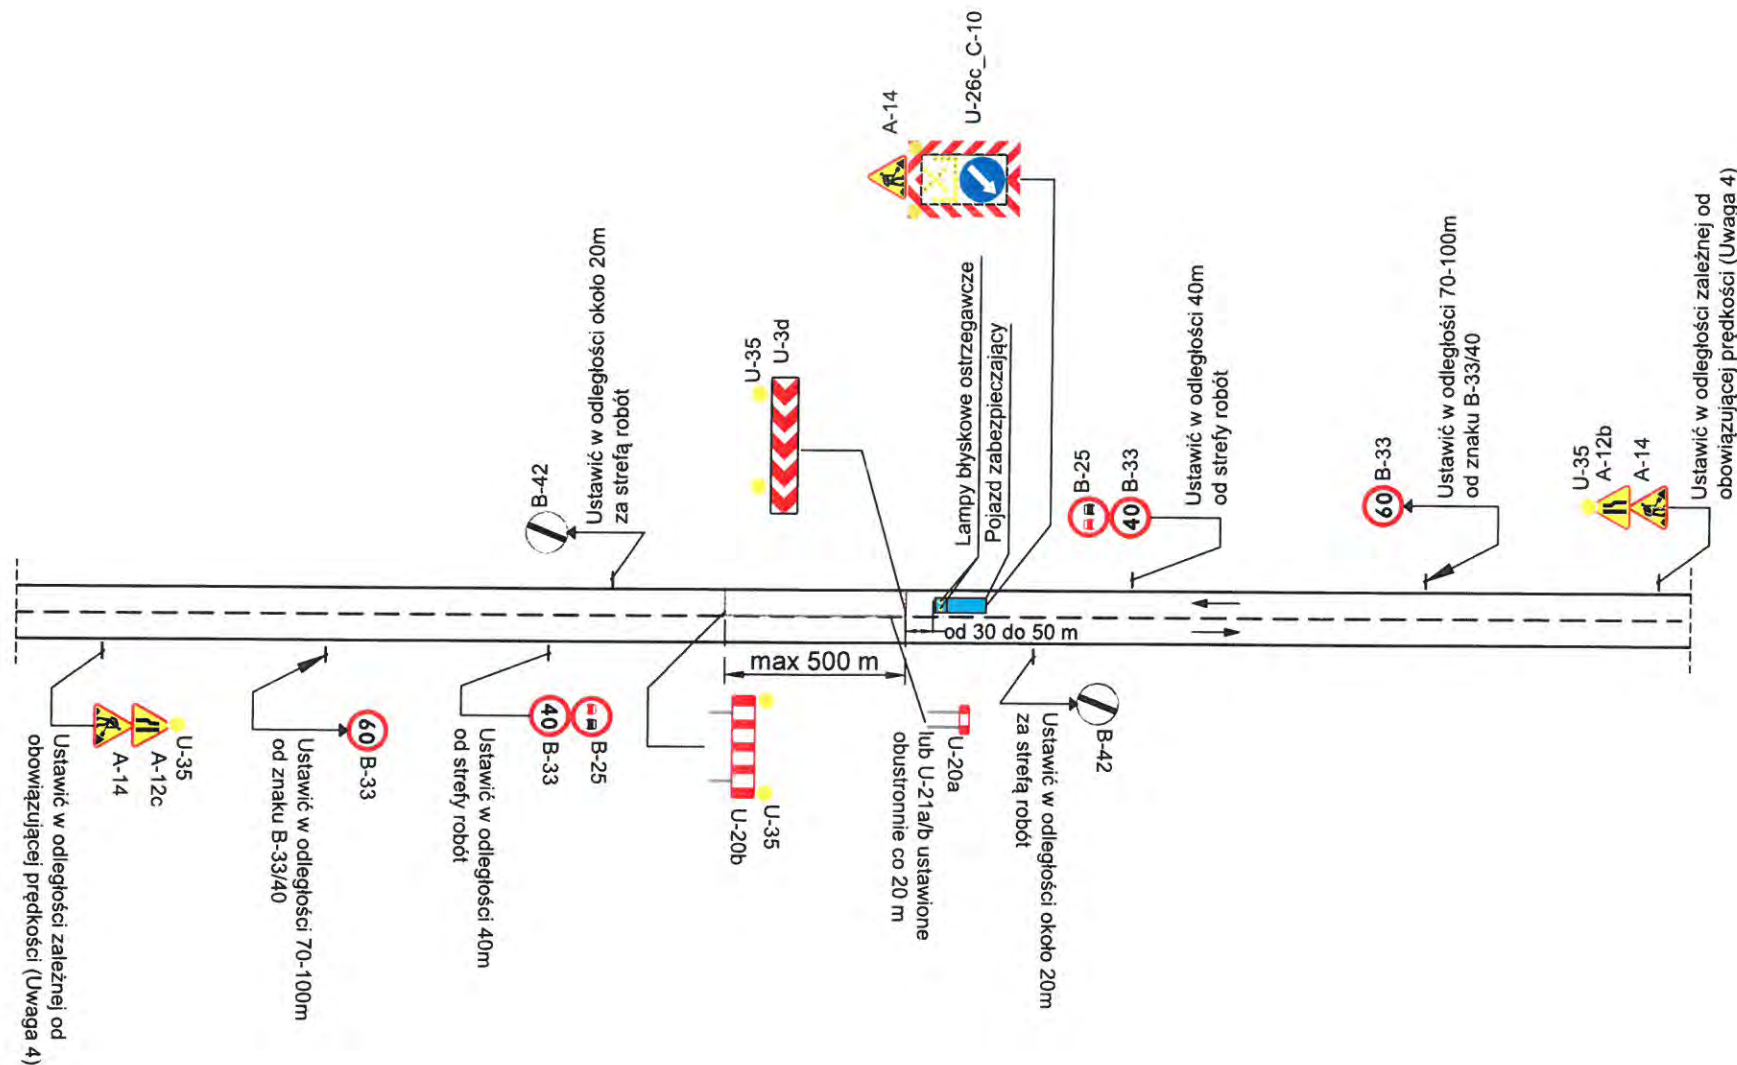 A-14
U-26c_C-10
Ustawić w odległości około 20m
za strefą robót
B-42
U-35
U-3d
Lampy błyskowe ostrzegawcze
Pojazd zabezpieczający
B-25
B-33
40
Ustawić w odległości 40m
od strefy robót
60
B-33
Ustawić w odległości 70-100m
od znaku B-33/40
U-35
A-12b
A-14
Ustawić w odległości zależnej od
obowiązującej prędkości (Uwaga 4)
od 30 do 50 m
max 500 m
Ustawić w odległości zależnej od
obowiązującej prędkości (Uwaga 4)
A-14
A-12c
U-35
Ustawić w odległości 70-100m
od znaku B-33/40
60
B-33
Ustawić w odległości 40m
od strefy robót
40
B-33
B-25
U-20b
U-35
U-20a
lub U-21a/b ustawione
obustronnie co 20 m
Ustawić w odległości około 20m
za strefą robót
B-42